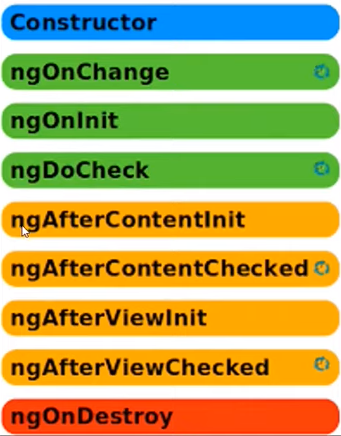 Constructor
ngOnChange
ngOnInit
ngDoCheck
ngAfterContentInit
ngAfterContentChecked
ngAfterViewInit
ngAfterViewChecked
ngOnDestroy